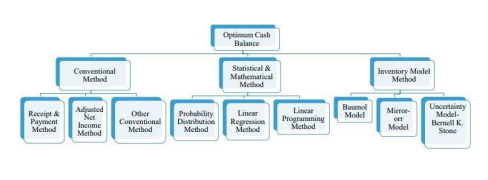 Optimum Cash
Balance
Conventional
Method
Statistical &
Mathematical
Method
Inventory Model
Method
Receipt &
Payment
Method
Adjusted
Net
Income
Method
Other
Conventional
Method
Probability
Distribution
Method
Linear
Regression
Method
Linear
Programming
Method
Baumol
Model
Mirror-
orr
Model
Uncertainty
Model-
Bernell K.
Stone